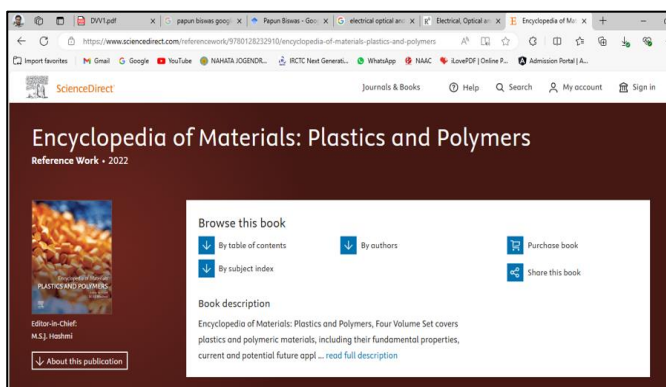 DVV1.pdf
papun biswas googl
Papun Biswas - Goo
electrical optical anc
Electrical, Optical an
Encyclopedia of Mat
https://www.sciencedirect.com/referencework/9780128232910/encyclopedia-of-materials-plastics-and-polymers
Import favorites
Gmail
Google
YouTube
NAHATA JOGENDR...
IRCTC Next Generati...
WhatsApp
NAAC
iLovePDF | Online P...
Admission Portal | A...
ScienceDirect
Journals & Books
Help
Search
My account
Sign in
Encyclopedia of Materials: Plastics and Polymers
Reference Work • 2022
Encyclopedia of Materials
PLASTICS AND POLYMERS
Editor-in-Chief:
M.S.J. Hashmi
About this publication
Browse this book
By table of contents
By authors
Purchase book
By subject index
Share this book
Book description
Encyclopedia of Materials: Plastics and Polymers, Four Volume Set covers
plastics and polymeric materials, including their fundamental properties,
current and potential future appl ... read full description